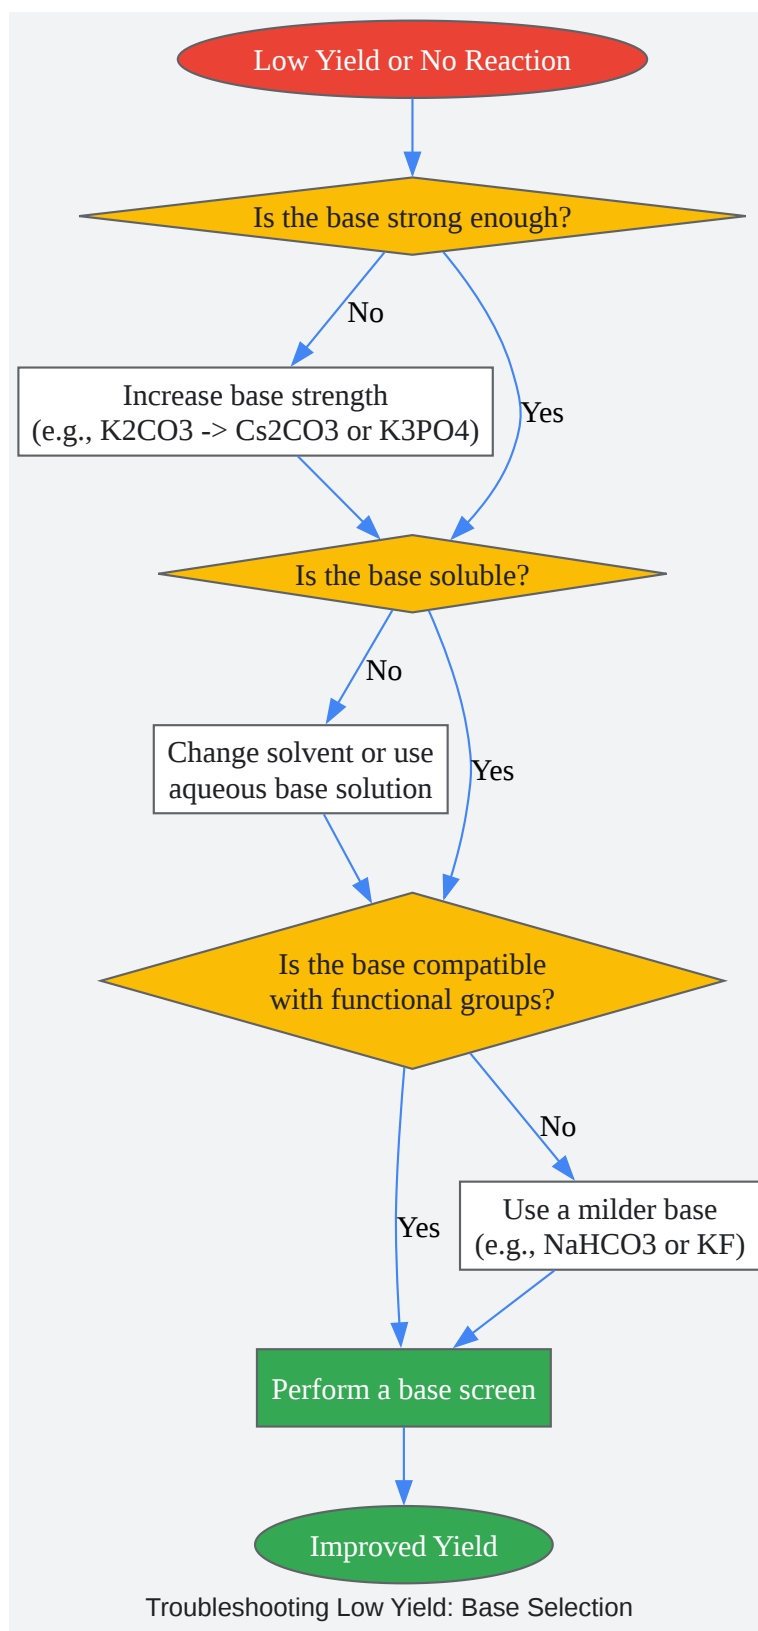 Low Yield or No Reaction
Is the base strong enough?
No
Increase base strength
(e.g., K2CO3 -> Cs2CO3 or K3PO4)
Yes
Is the base soluble?
No
Change solvent or use
aqueous base solution
Yes
Is the base compatible
with functional groups?
No
Use a milder base
(e.g., NaHCO3 or KF)
Yes
Perform a base screen
Improved Yield
Troubleshooting Low Yield: Base Selection